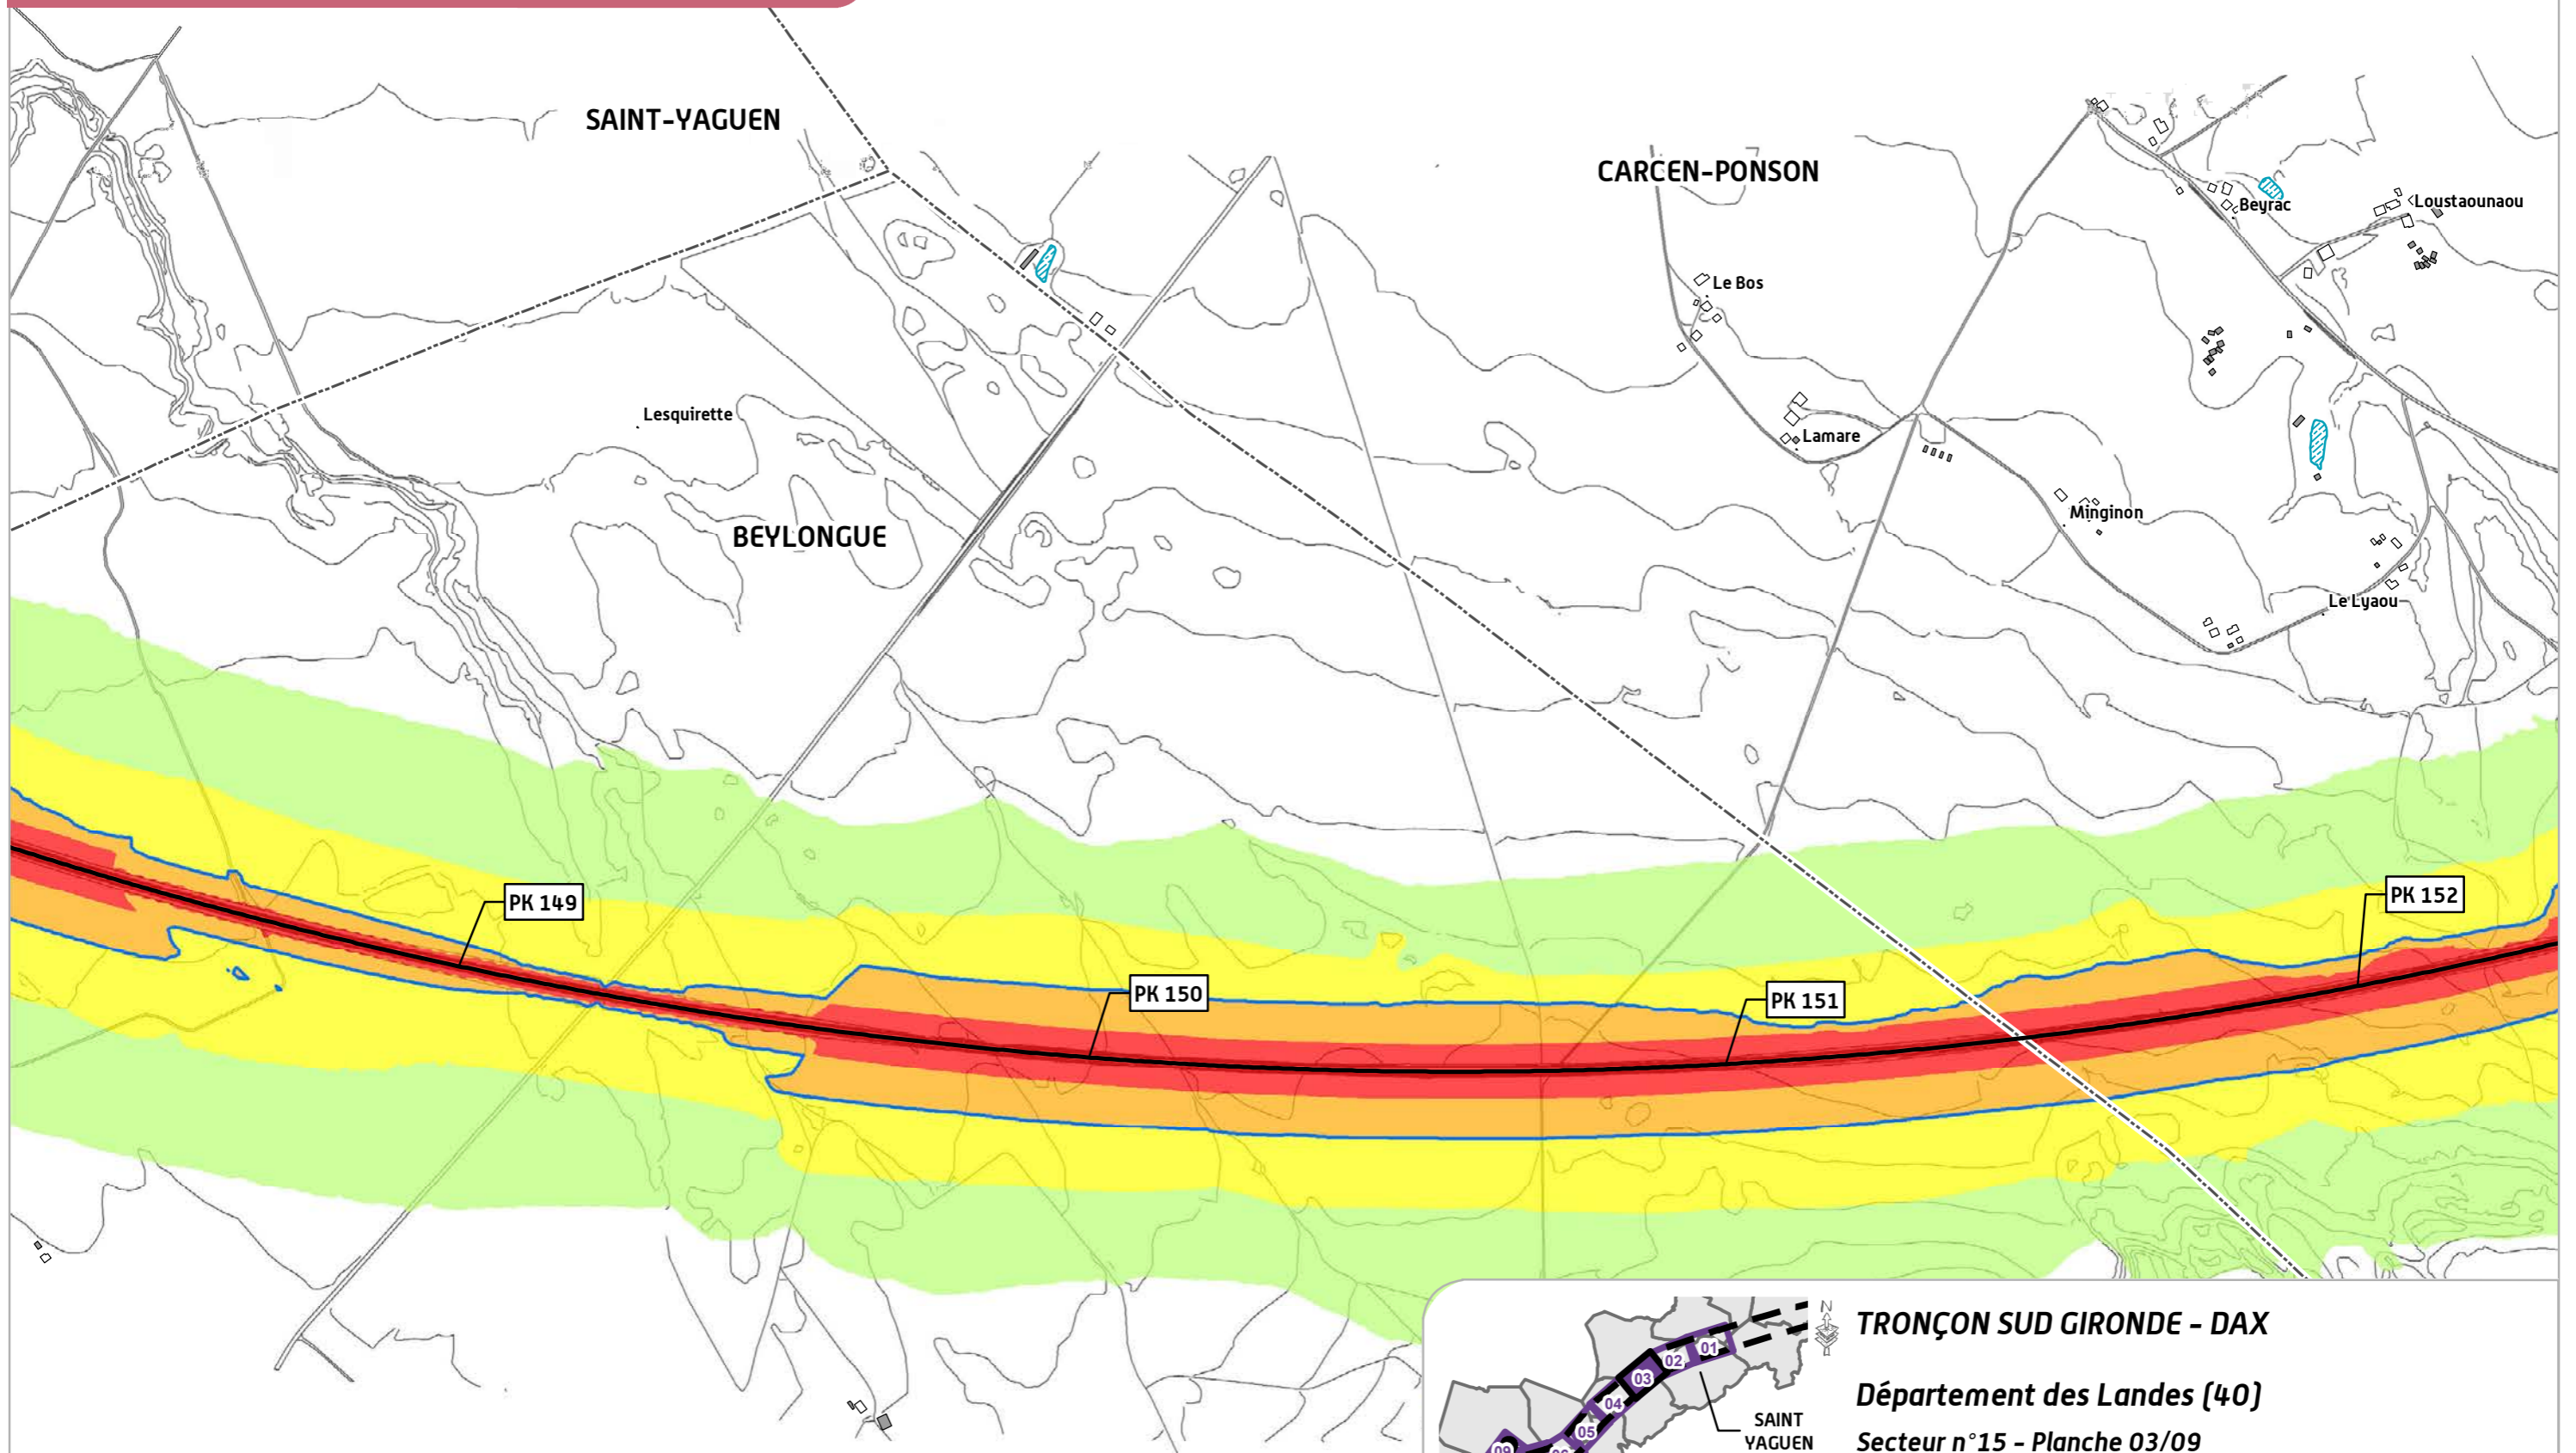 SAINT-YAGUEN
CARCEN-PONSON
Beyrac
Loustaounaou
Le Bos
Lesquirette
Lamare
BEYLONGUE
Minginon
Le Lyaou
PK 149
PK 150
PK 151
PK 152
N
TRONÇON SUD GIRONDE - DAX
01
02
03
04
05
09
Département des Landes (40)
SAINT
YAGUEN
Secteur n°15 - Planche 03/09